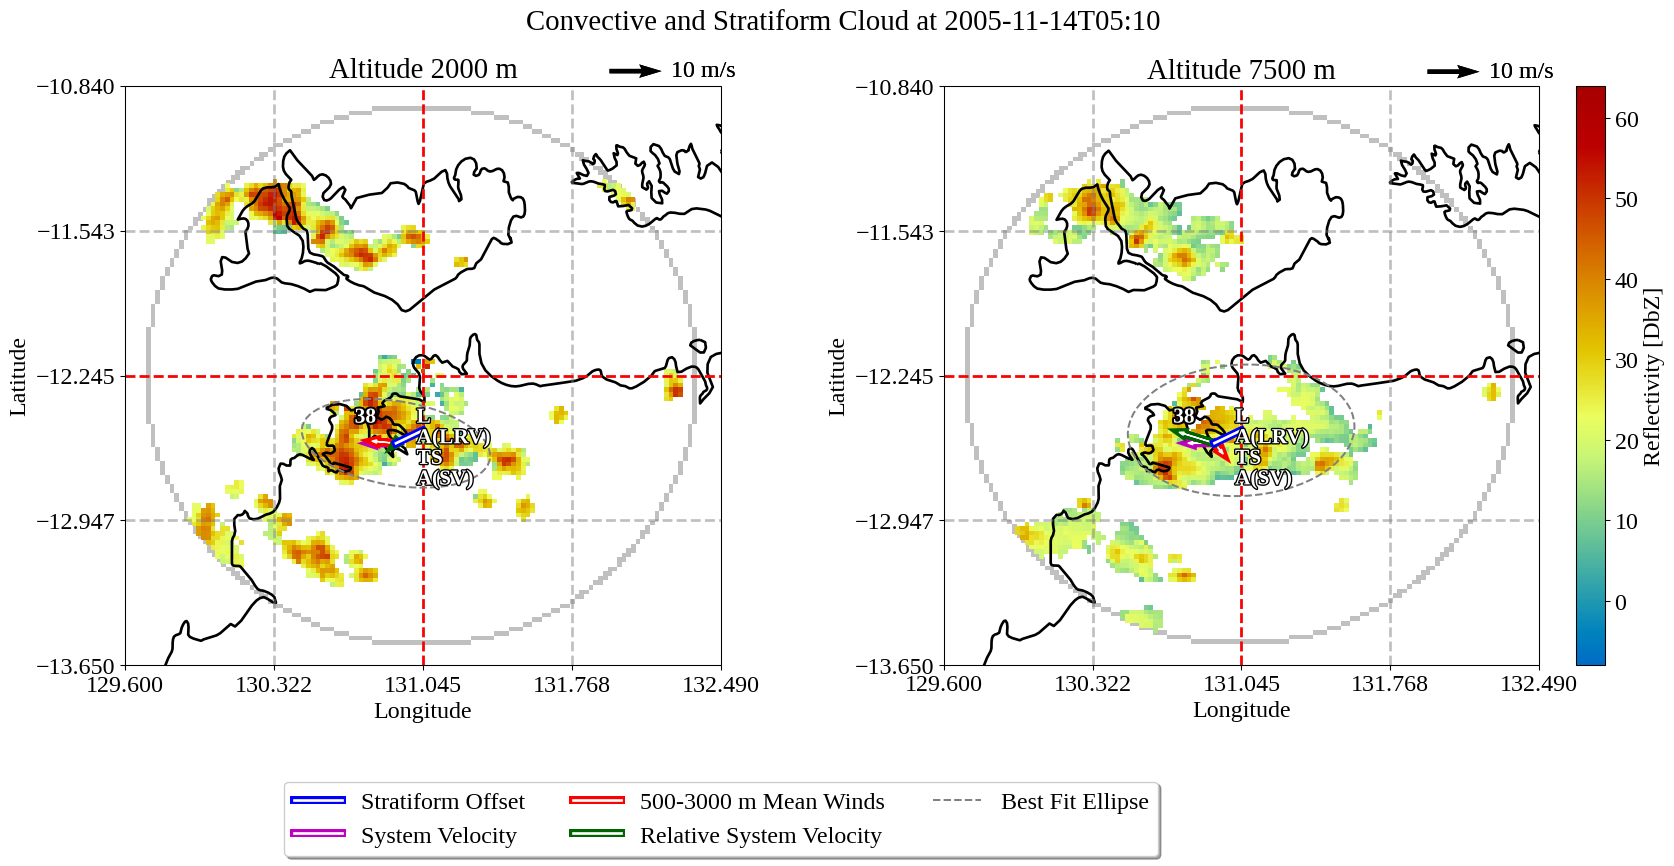 Convective and Stratiform Cloud at 2005-11-14T05:10
Altitude 2000 m
10 m/s
−10.840
−11.543
−12.245
−12.947
−13.650
Latitude
38
L
A(LRV)
TS
A(SV)
129.600
130.322
131.045
131.768
132.490
Longitude
Altitude 7500 m
10 m/s
−10.840
−11.543
−12.245
−12.947
−13.650
Latitude
38
L
A(LRV)
TS
A(SV)
129.600
130.322
131.045
131.768
132.490
Longitude
60
50
40
30
20
10
0
Reflectivity [DbZ]
Stratiform Offset
System Velocity
500-3000 m Mean Winds
Relative System Velocity
Best Fit Ellipse